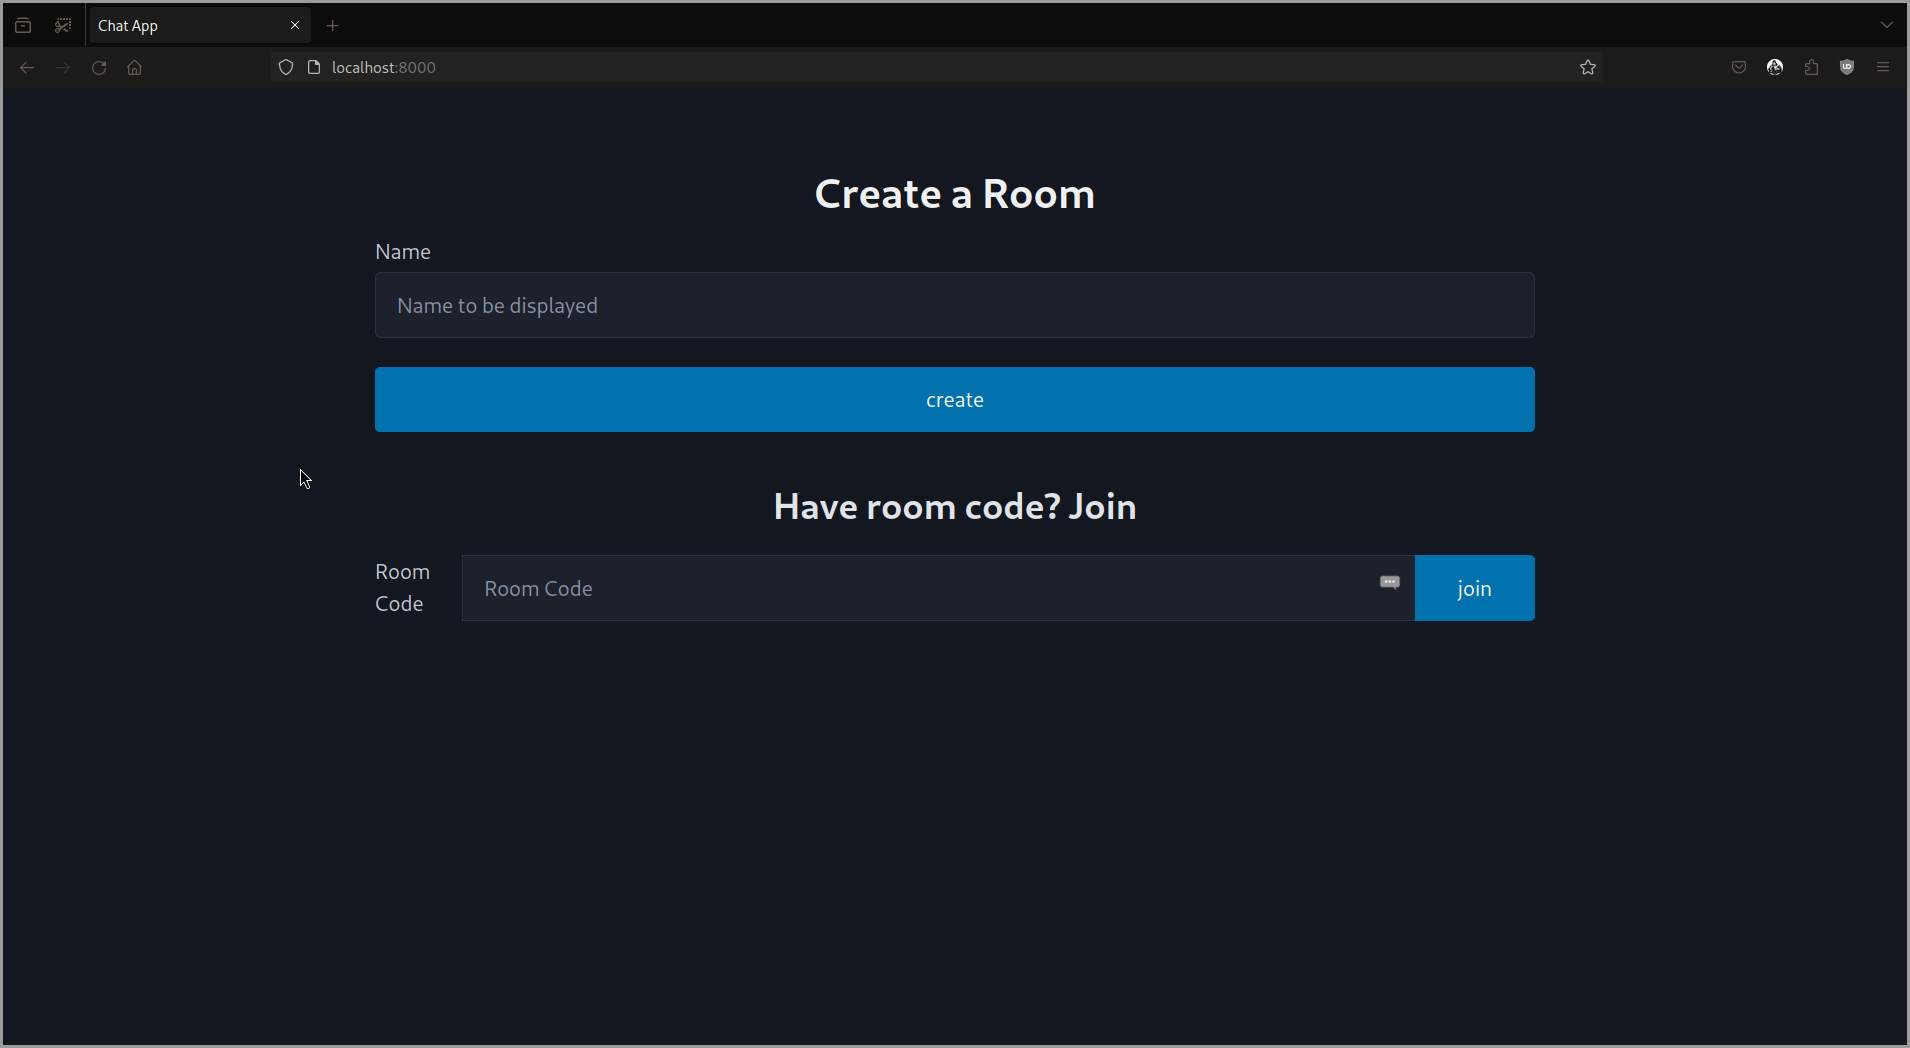 Chat App
localhost:8000
Create a Room
Name
Name to be displayed
create
Have room code? Join
Room
Code
Room Code
join